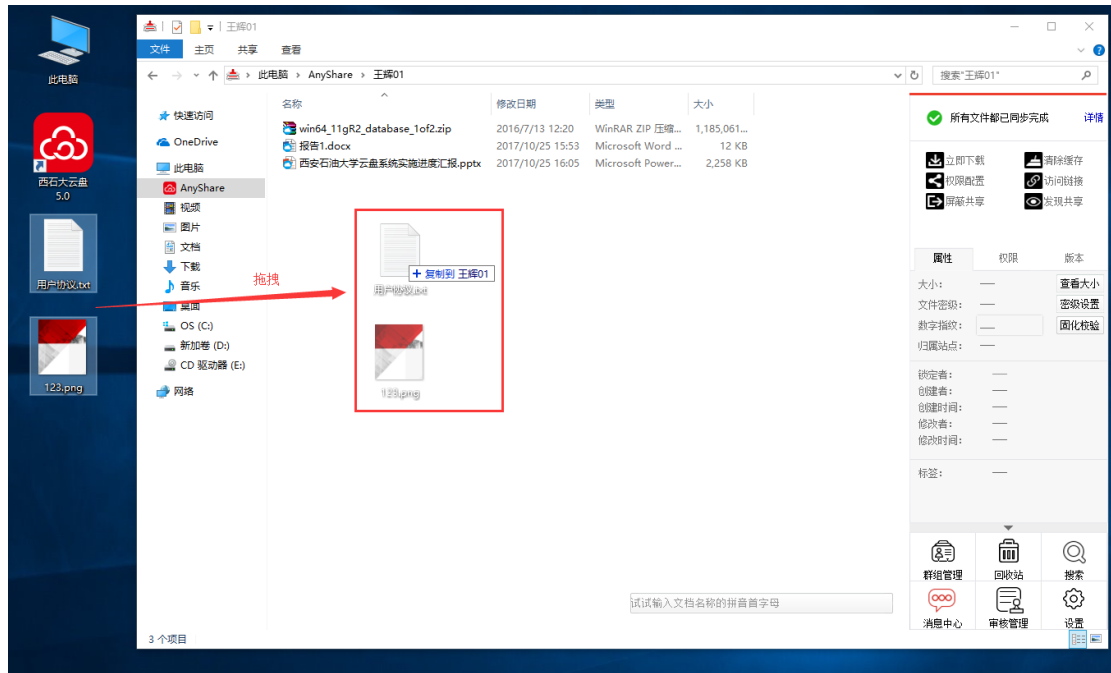 此电脑
西石大云盘
5.0
用户协议.txt
123.png
王辉01
文件 主页 共享 查看
此电脑 › AnyShare › 王辉01
搜索"王辉01"
快速访问
OneDrive
此电脑
AnyShare
视频
图片
文档
下载
音乐
桌面
OS (C:)
新加卷 (D:)
CD 驱动器 (E:)
网络
名称 修改日期 类型 大小
win64_11gR2_database_1of2.zip 2016/7/13 12:20 WinRAR ZIP 压缩... 1,185,061...
报告1.docx 2017/10/25 15:53 Microsoft Word ... 12 KB
西安石油大学云盘系统实施进度汇报.pptx 2017/10/25 16:05 Microsoft Power... 2,258 KB
拖拽
+ 复制到 王辉01
用户协议.txt
123.png
试试输入文档名称的拼音首字母
3 个项目
所有文件都已同步完成 详情
立即下载 清除缓存
权限配置 访问链接
屏蔽共享 发现共享
属性 权限 版本
大小: — 查看大小
文件密级: — 密级设置
数字指纹: — 固化校验
归属站点: —
锁定者: —
创建者: —
创建时间: —
修改者: —
修改时间: —
标签: —
群组管理 回收站 搜索
消息中心 审核管理 设置